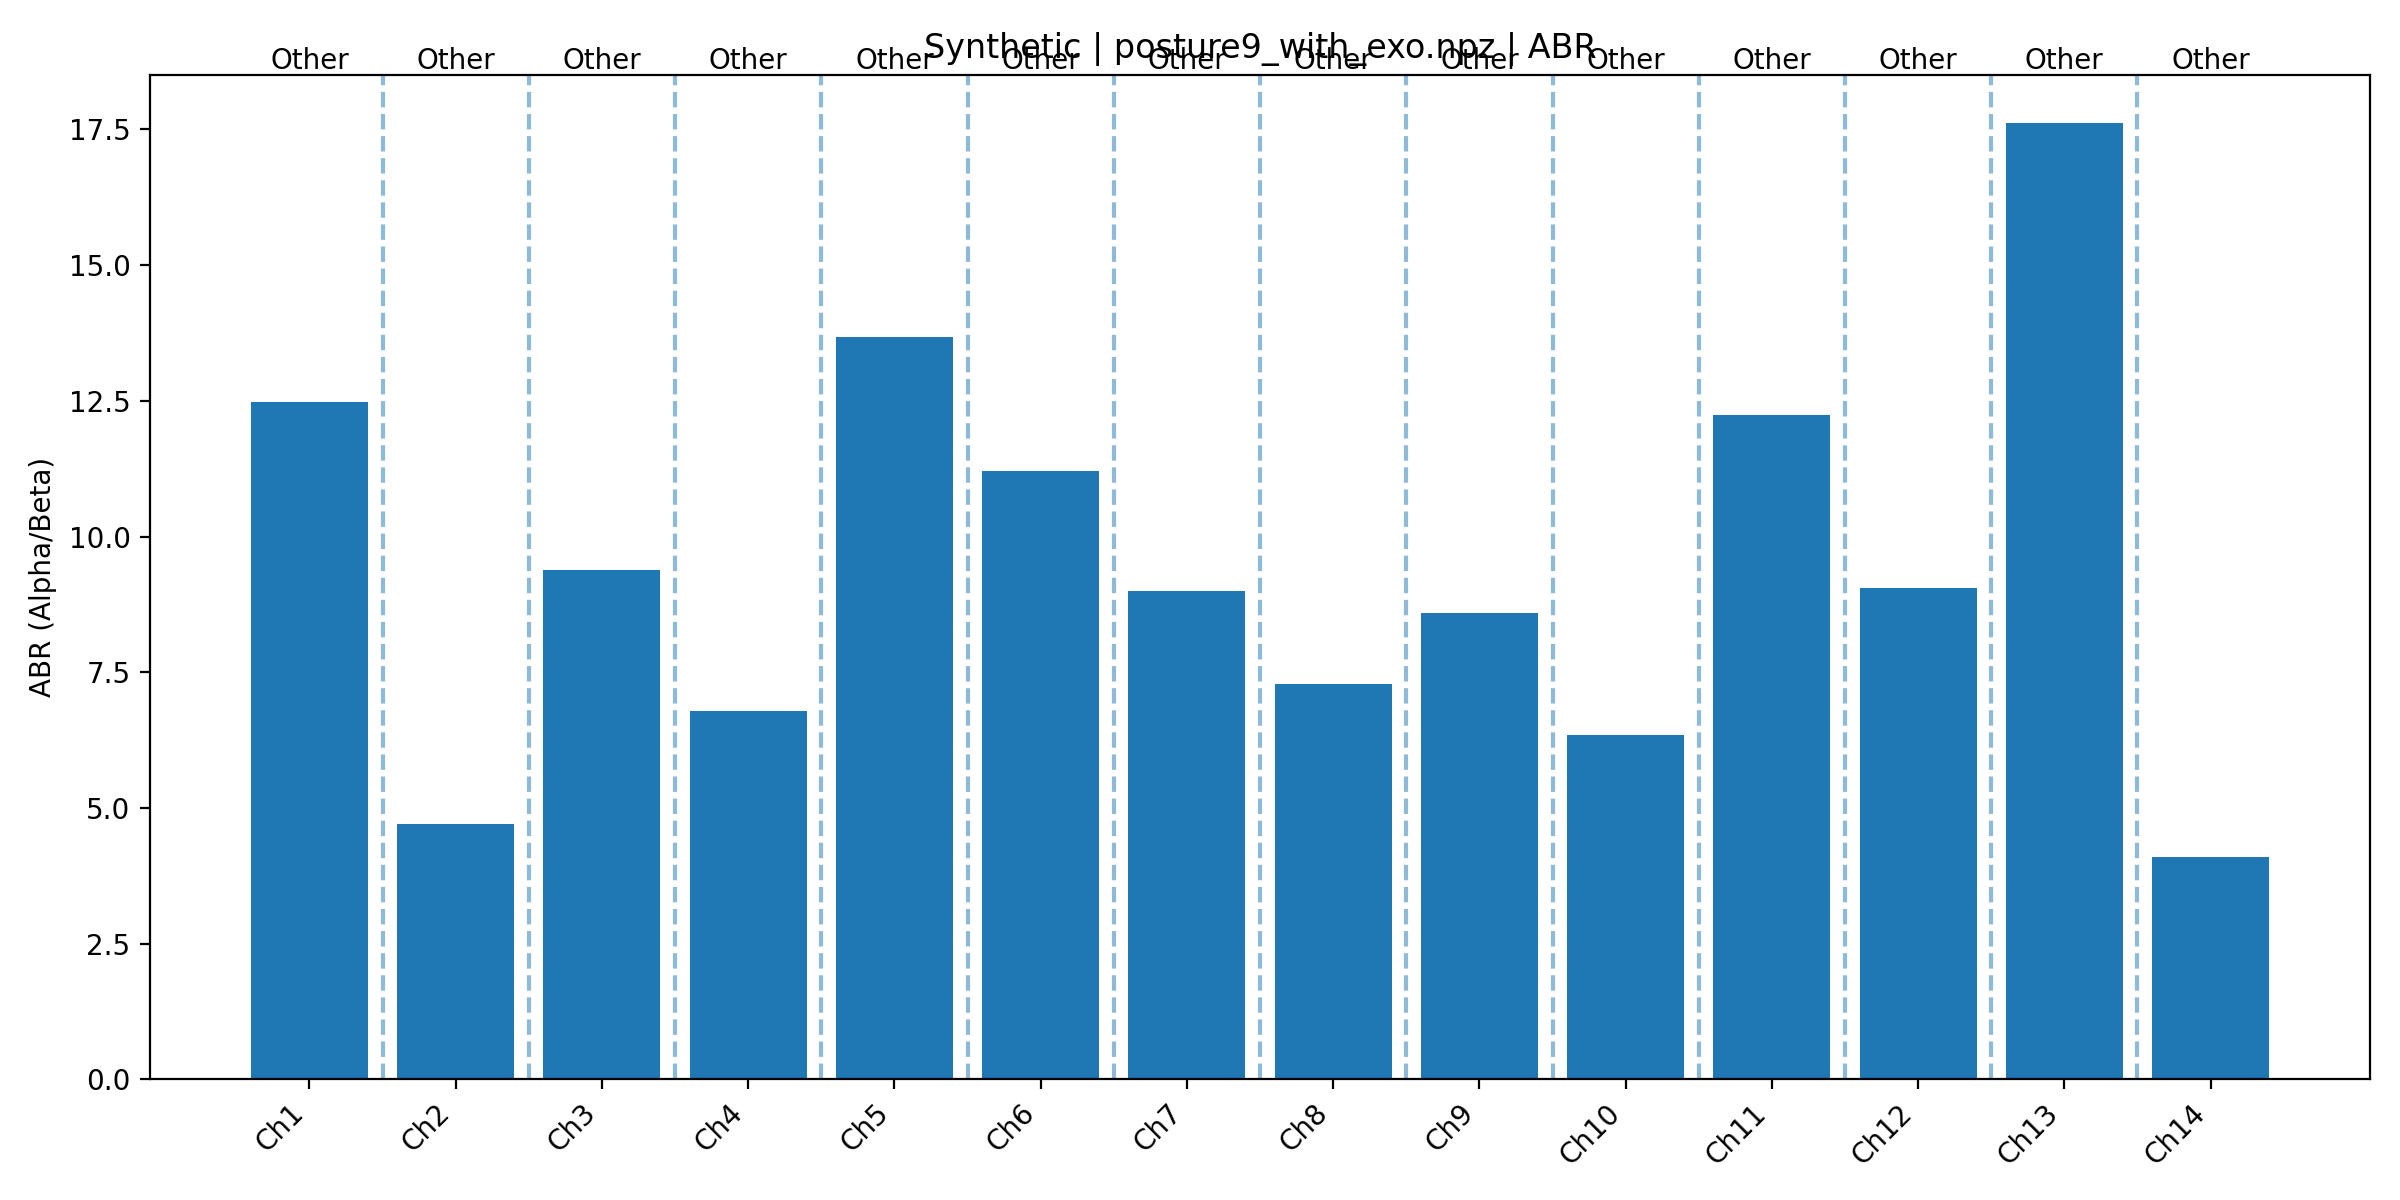 Synthetic | posture9_with_exo.npz | ABR
Other Other Other Other Other Other Other Other Other Other Other Other Other Other
17.5
15.0
12.5
10.0
7.5
5.0
2.5
0.0
ABR (Alpha/Beta)
Ch1 Ch2 Ch3 Ch4 Ch5 Ch6 Ch7 Ch8 Ch9 Ch10 Ch11 Ch12 Ch13 Ch14